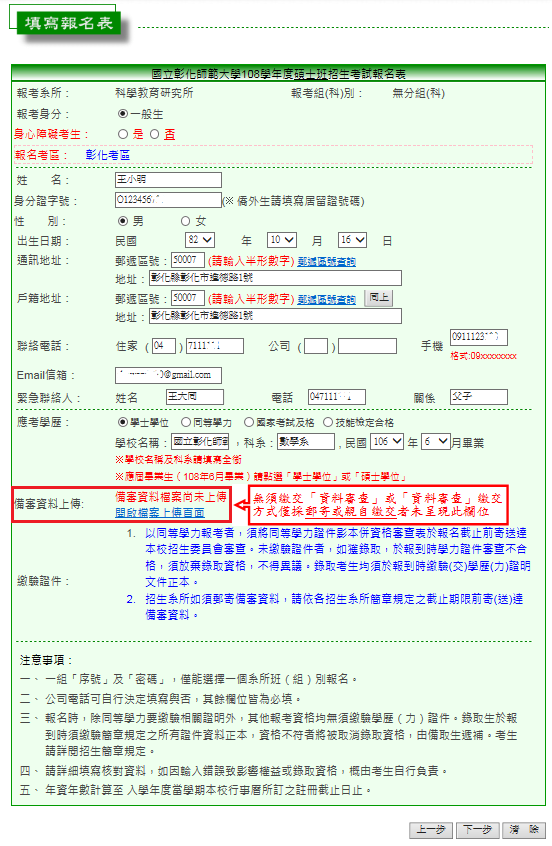 填寫報名表
國立彰化師範大學108學年度碩士班招生考試報名表
報考系所： 科學教育研究所 報考組(科)別： 無分組(科)
報考身分： 一般生
身心障礙考生： 是 否
報名考區： 彰化考區
姓 名： 王小明
身分證字號： O123456 (※ 僑外生請填寫居留證號碼)
性 別： 男 女
出生日期： 民國 82 年 10 月 16 日
通訊地址： 郵遞區號：50007 (請輸入半形數字) 郵遞區號查詢
地址：彰化縣彰化市進德路1號
戶籍地址： 郵遞區號：50007 (請輸入半形數字) 郵遞區號查詢 同上
地址：彰化縣彰化市進德路1號
聯絡電話： 住家 (04) 7111 公司 ( ) 手機 0911123
格式:09xxxxxxxx
Email信箱： 0@gmail.com
緊急聯絡人： 姓名 王大同 電話 04711 關係 父子
應考學歷： 學士學位 同等學力 國家考試及格 技能檢定合格
學校名稱：國立彰化師 ，科系：數學系 ，民國 106 年 6 月畢業
※學校名稱及科系請填寫全銜
※應屆畢業生（108年6月畢業）請點選「學士學位」或「碩士學位」
備審資料上傳: 備審資料檔案尚未上傳
開啟檔案上傳頁面
無須繳交「資料審查」或「資料審查」繳交
方式僅採郵寄或親自繳交者未呈現此欄位
繳驗證件：
1. 以同等學力報考者，須將同等學力證件影本併資格審查表於報名截止前寄送達
本校招生委員會審查。未繳驗證件者，如獲錄取，於報到時學力證件審查不合
格，須放棄錄取資格，不得異議。錄取考生均須於報到時繳驗(交)學歷(力)證明
文件正本。
2. 招生系所如須郵寄備審資料，請依各招生系所簡章規定之截止期限前寄(送)達
備審資料。
注意事項：
一、 一組「序號」及「密碼」，僅能選擇一個系所班（組）別報名。
二、 公司電話可自行決定填寫與否，其餘欄位皆為必填。
三、 報名時，除同等學力要繳驗相關證明外，其他報考資格均無須繳驗學歷（力）證件。錄取生於報
到時須繳驗簡章規定之所有證件資料正本，資格不符者將被取消錄取資格，由備取生遞補。考生
請詳閱招生簡章規定。
四、 請詳細填寫核對資料，如因輸入錯誤致影響權益或錄取資格，概由考生自行負責。
五、 年資年數計算至 入學年度當學期本校行事曆所訂之註冊截止日止。
上一步 下一步 清 除